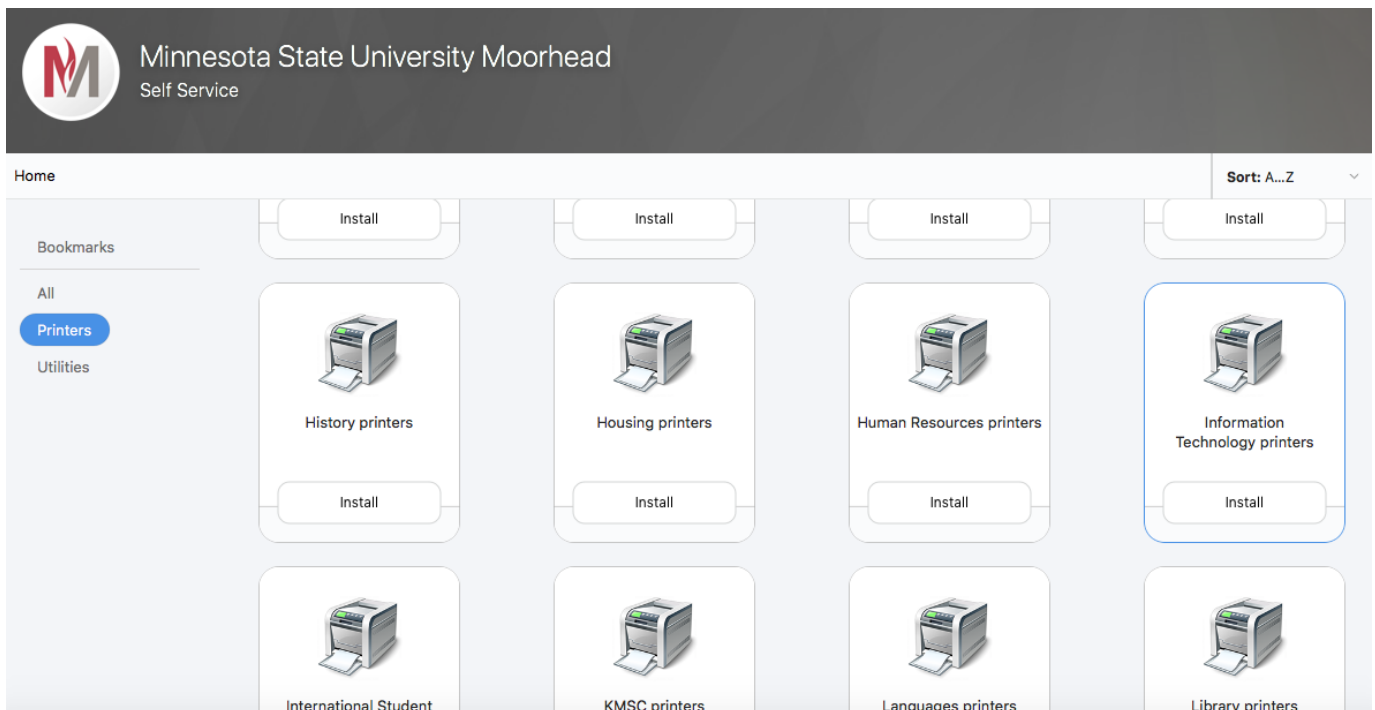 Minnesota State University Moorhead
Self Service
Home
Sort: A...Z
Bookmarks
All
Printers
Utilities
Install
Install
Install
Install
History printers
Housing printers
Human Resources printers
Information
Technology printers
Install
Install
Install
Install
International Student
KMSC printers
Languages printers
Library printers